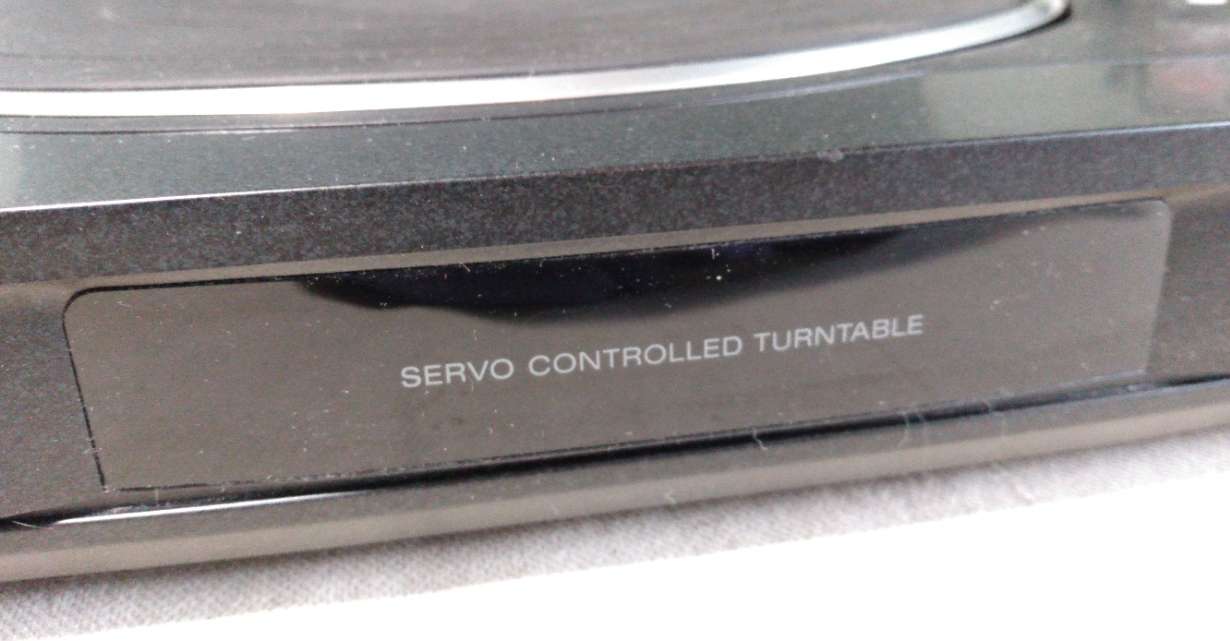 SERVO CONTROLLED TURNTABLE